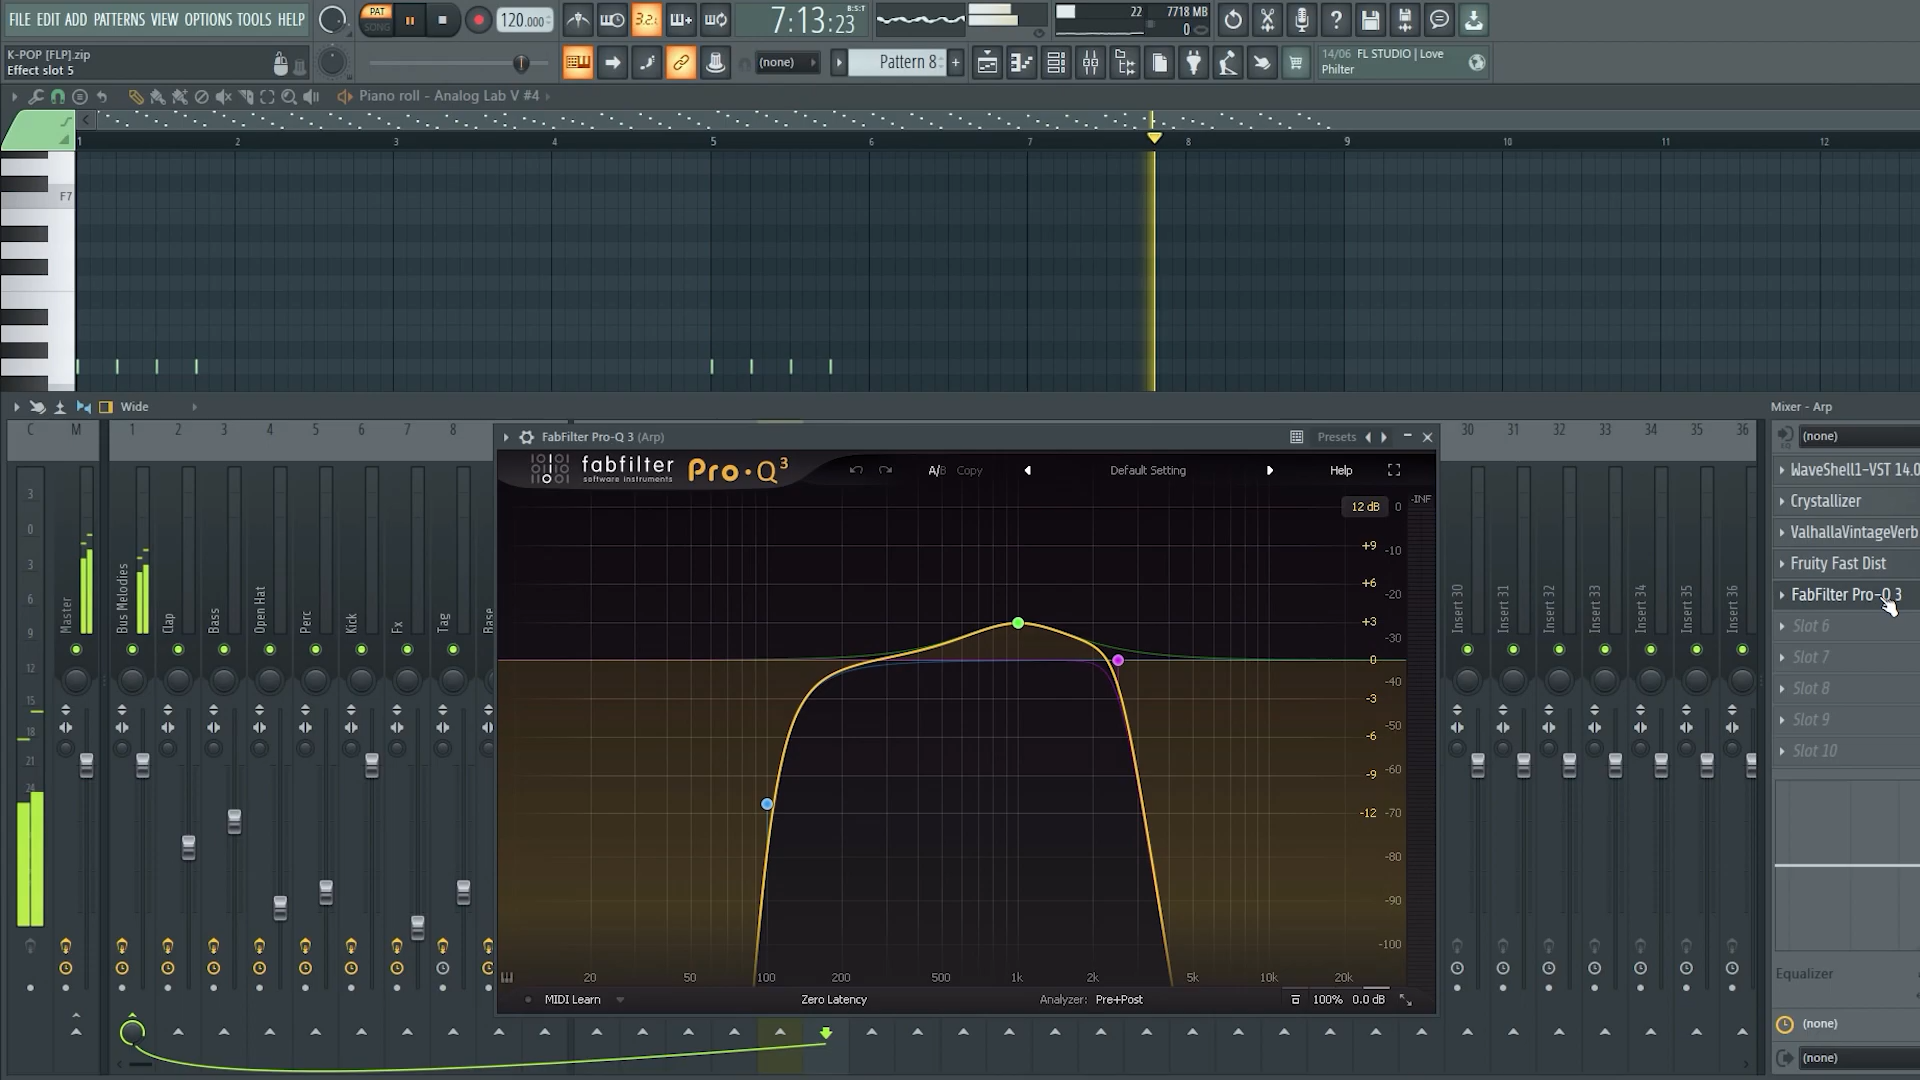 FILE EDIT ADD PATTERNS VIEW OPTIONS TOOLS HELP
PAT
SONG
120.000
3.2.
7:13:23
B:S:T
22
7718 MB
0
K-POP [FLP].zip
Effect slot 5
(none)
Pattern 8
14/06 FL STUDIO | Love
Philter
Piano roll - Analog Lab V #4
1 2 3 4 5 6 7 8 9 10 11 12
F7
Wide
Mixer - Arp
C M 1 2 3 4 5 6 7 8
30 31 32 33 34 35 36
3
0
3
6
9
12
15
18
21
24
Master
Bus Melodies
Clap
Bass
Open Hat
Perc
Kick
Fx
Tag
Insert 30
Insert 31
Insert 32
Insert 33
Insert 34
Insert 35
Insert 36
FabFilter Pro-Q 3 (Arp)
Presets
fabfilter
software instruments
Pro·Q3
A/B Copy
Default Setting
Help
12 dB
0
-INF
+9 -10
+6 -20
+3 -30
0 -40
-3 -50
-6 -60
-9 -70
-12 -80
-90
-100
20 50 100 200 500 1k 2k 5k 10k 20k
MIDI Learn
Zero Latency
Analyzer: Pre+Post
100% 0.0 dB
(none)
WaveShell1-VST 14.0
Crystallizer
ValhallaVintageVerb
Fruity Fast Dist
FabFilter Pro-Q 3
Slot 6
Slot 7
Slot 8
Slot 9
Slot 10
Equalizer
(none)
(none)